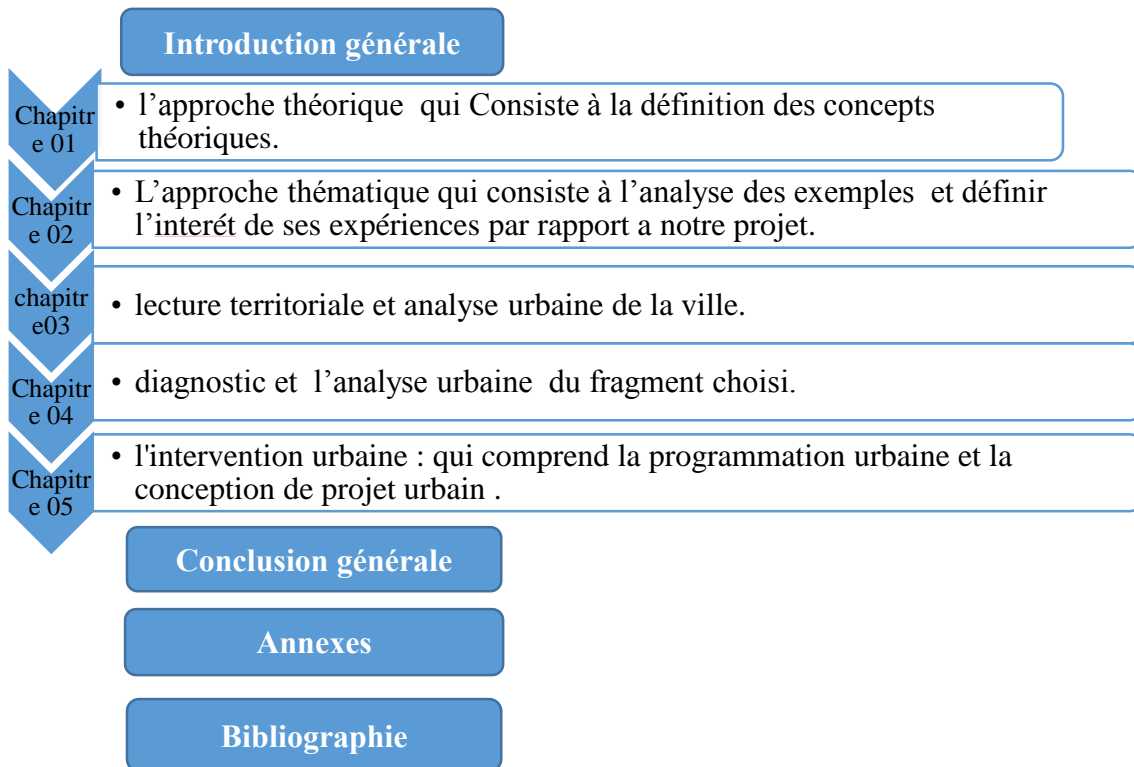 Introduction générale
Chapitr
e 01
• l’approche théorique qui Consiste à la définition des concepts
théoriques.
Chapitr
e 02
• L’approche thématique qui consiste à l’analyse des exemples et définir
l’interét de ses expériences par rapport a notre projet.
chapitr
e03
• lecture territoriale et analyse urbaine de la ville.
Chapitr
e 04
• diagnostic et l’analyse urbaine du fragment choisi.
Chapitr
e 05
• l'intervention urbaine : qui comprend la programmation urbaine et la
conception de projet urbain .
Conclusion générale
Annexes
Bibliographie